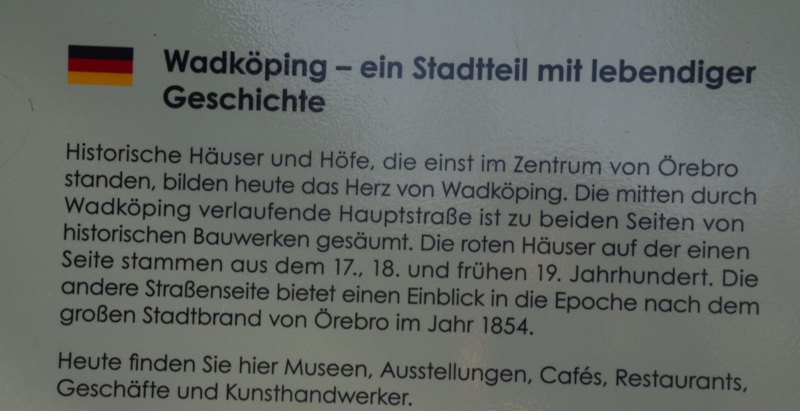 Wadköping – ein Stadtteil mit lebendiger
Geschichte
Historische Häuser und Höfe, die einst im Zentrum von Örebro
standen, bilden heute das Herz von Wadköping. Die mitten durch
Wadköping verlaufende Hauptstraße ist zu beiden Seiten von
historischen Bauwerken gesäumt. Die roten Häuser auf der einen
Seite stammen aus dem 17., 18. und frühen 19. Jahrhundert. Die
andere Straßenseite bietet einen Einblick in die Epoche nach dem
großen Stadtbrand von Örebro im Jahr 1854.
Heute finden Sie hier Museen, Ausstellungen, Cafés, Restaurants,
Geschäfte und Kunsthandwerker.